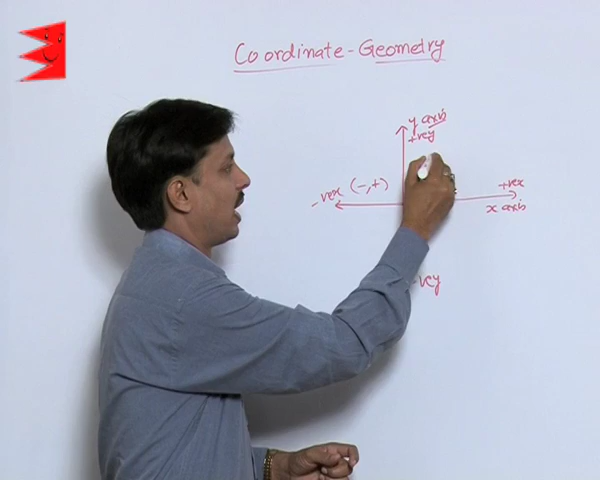 Coordinate - Geometry
y axis
+vey
-vex (-,+)
+vex
x axis
-vey